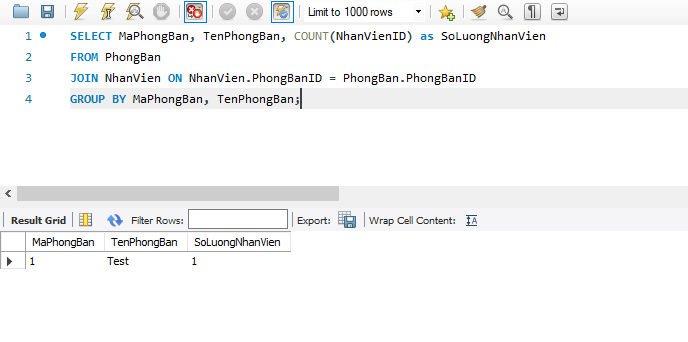 Limit to 1000 rows
1 SELECT MaPhongBan, TenPhongBan, COUNT(NhanVienID) as SoLuongNhanVien
2 FROM PhongBan
3 JOIN NhanVien ON NhanVien.PhongBanID = PhongBan.PhongBanID
4 GROUP BY MaPhongBan, TenPhongBan;
Result Grid Filter Rows: Export: Wrap Cell Content:
MaPhongBan TenPhongBan SoLuongNhanVien
1 Test 1